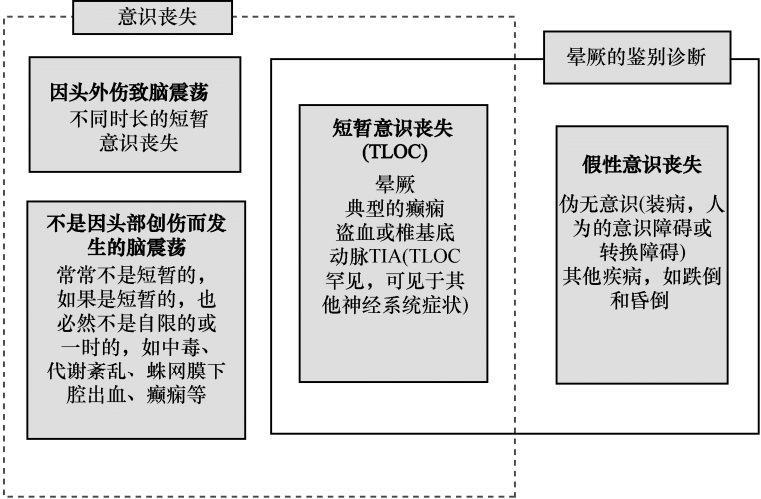 意识丧失
因头外伤致脑震荡
不同时长的短暂
意识丧失
不是因头部创伤而发
生的脑震荡
常常不是短暂的，
如果是短暂的，也
必然不是自限的或
一时的，如中毒、
代谢紊乱、蛛网膜下
腔出血、癫痫等
短暂意识丧失
(TLOC)
晕厥
典型的癫痫
盗血或椎基底
动脉TIA(TLOC
罕见，可见于其
他神经系统症状)
晕厥的鉴别诊断
假性意识丧失
伪无意识(装病，人
为的意识障碍或
转换障碍)
其他疾病，如跌倒
和昏倒